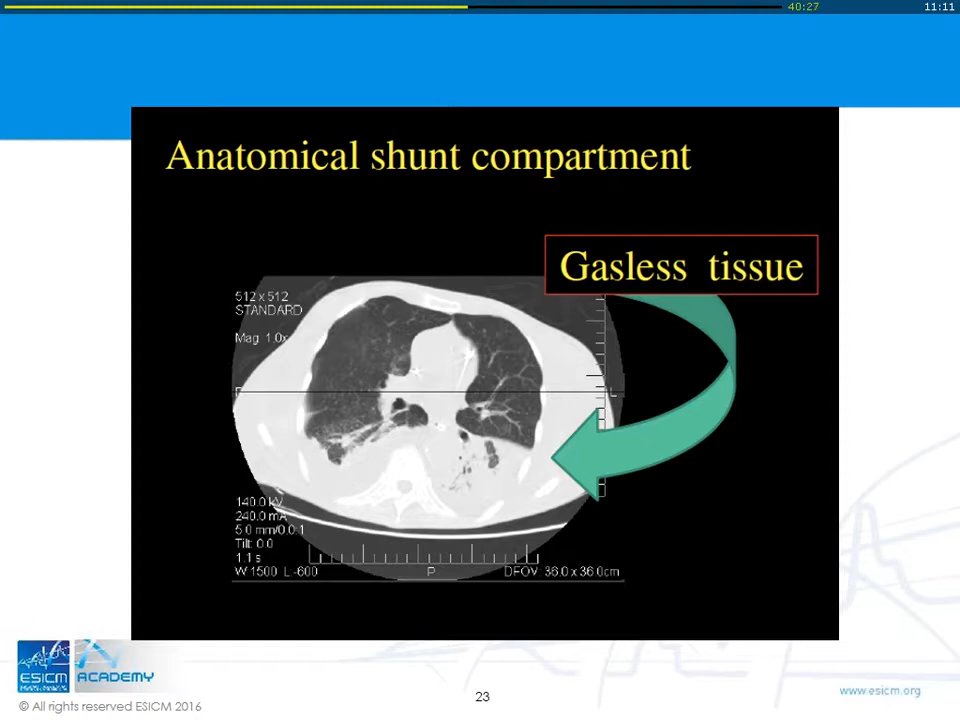 40:27
11:11
Anatomical shunt compartment
Gasless tissue
512 x 512
STANDARD
Mag: 1.0x
L
140.0 kV
240.0 mA
5.0 mm/0.0:1
Tilt: 0.0
1.1 s
W:1500 L:-600
P
DFOV: 36.0 x 36.0cm
ESICM
ACADEMY
© All rights reserved ESICM 2016
23
www.esicm.org